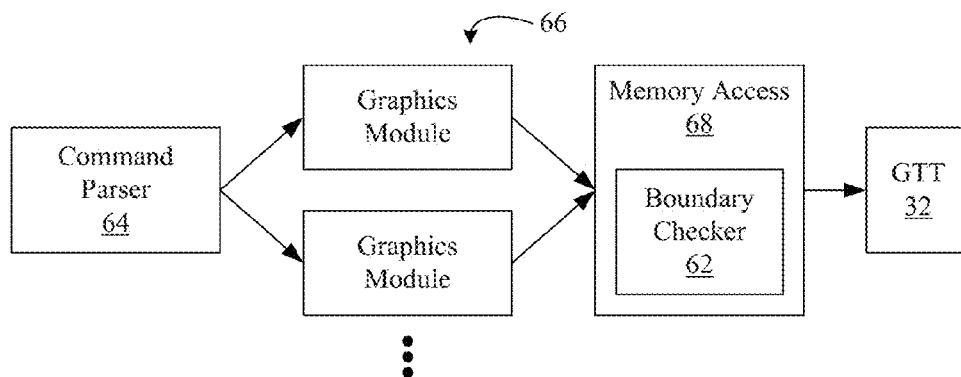 66
Command
Parser
64
Graphics
Module
Graphics
Module
Memory Access
68
Boundary
Checker
62
GTT
32